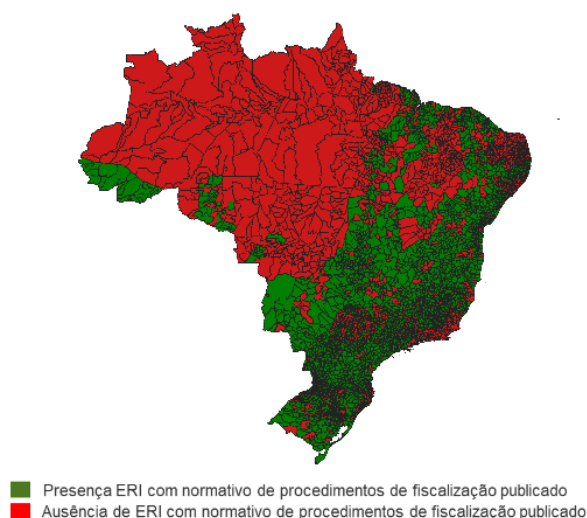 Presença ERI com normativo de procedimentos de fiscalização publicado
Ausência de ERI com normativo de procedimentos de fiscalização publicado